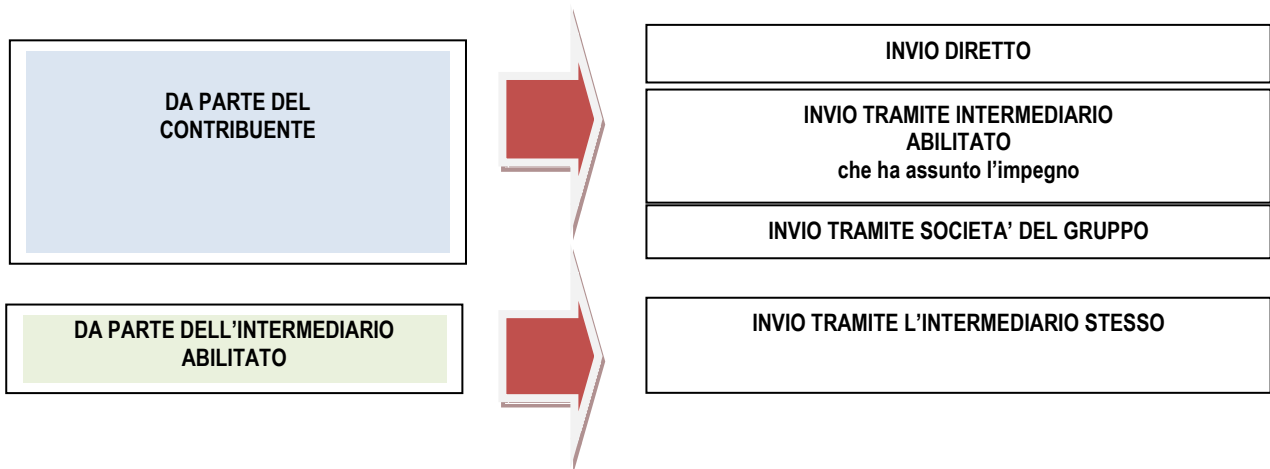 DA PARTE DEL
CONTRIBUENTE
INVIO DIRETTO
INVIO TRAMITE INTERMEDIARIO
ABILITATO
che ha assunto l’impegno
INVIO TRAMITE SOCIETA’ DEL GRUPPO
DA PARTE DELL’INTERMEDIARIO
ABILITATO
INVIO TRAMITE L’INTERMEDIARIO STESSO